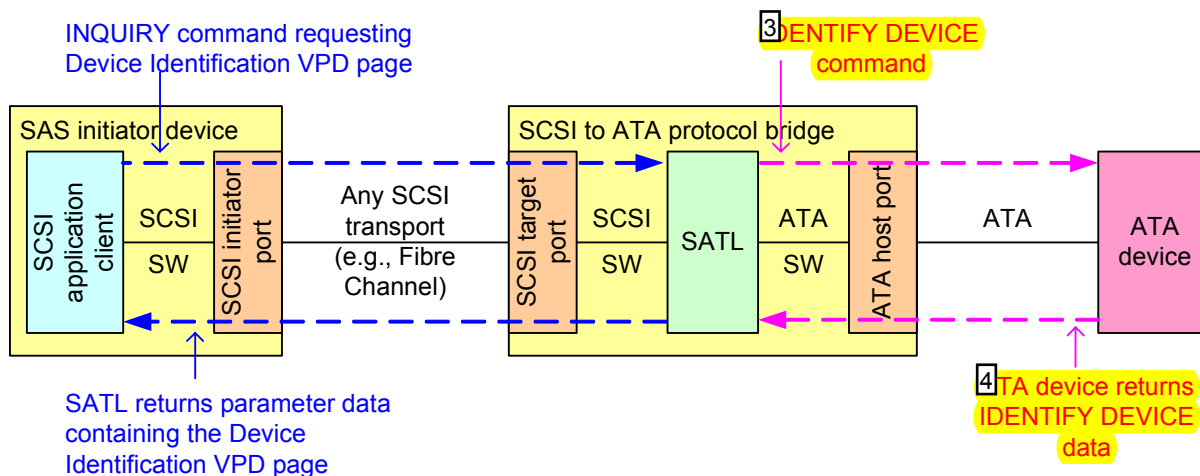 INQUIRY command requesting
Device Identification VPD page
3
DENTIFY DEVICE
command
SAS initiator device
SCSI to ATA protocol bridge
SCSI
application
client
SCSI
SW
SCSI initiator
port
Any SCSI
transport
(e.g., Fibre
Channel)
SCSI target
port
SCSI
SW
SATL
ATA
SW
ATA host port
ATA
ATA
device
SATL returns parameter data
containing the Device
Identification VPD page
4
TA device returns
IDENTIFY DEVICE
data